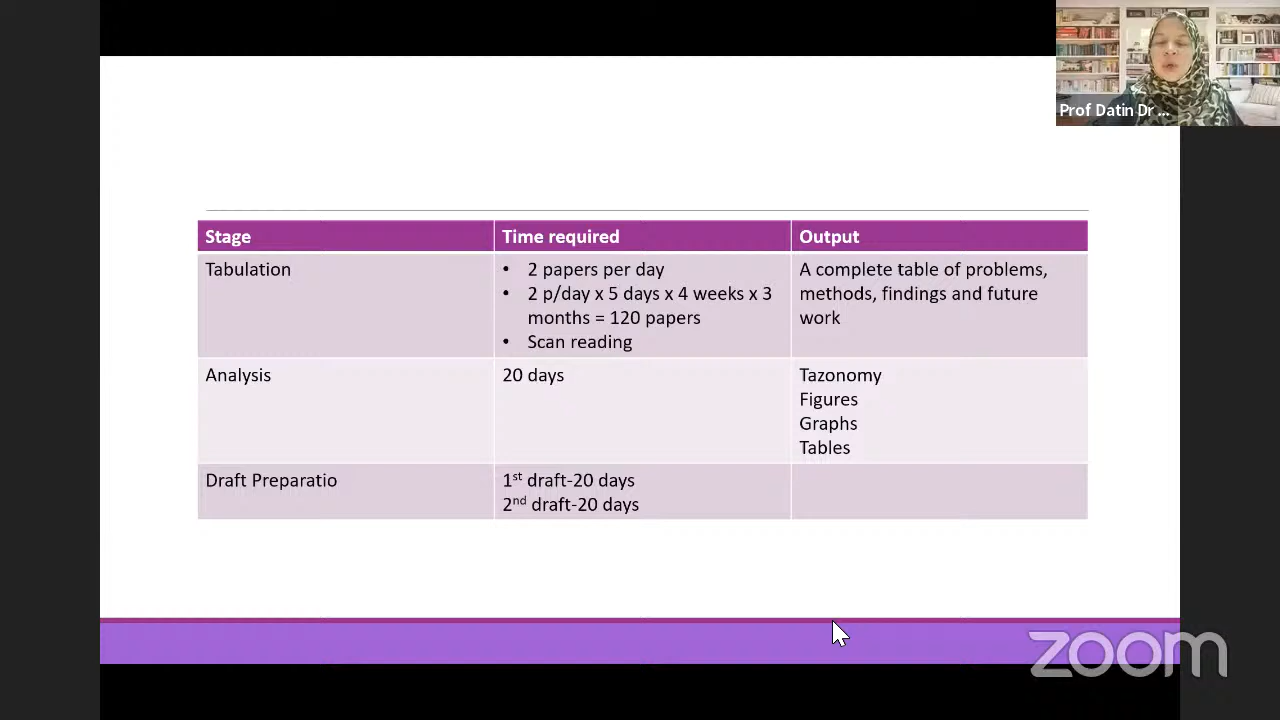 Prof Datin Dr ...
Stage
Time required
Output
Tabulation
• 2 papers per day
• 2 p/day x 5 days x 4 weeks x 3
months = 120 papers
• Scan reading
A complete table of problems,
methods, findings and future
work
Analysis
20 days
Tazonomy
Figures
Graphs
Tables
Draft Preparatio
1st draft-20 days
2nd draft-20 days
zoom